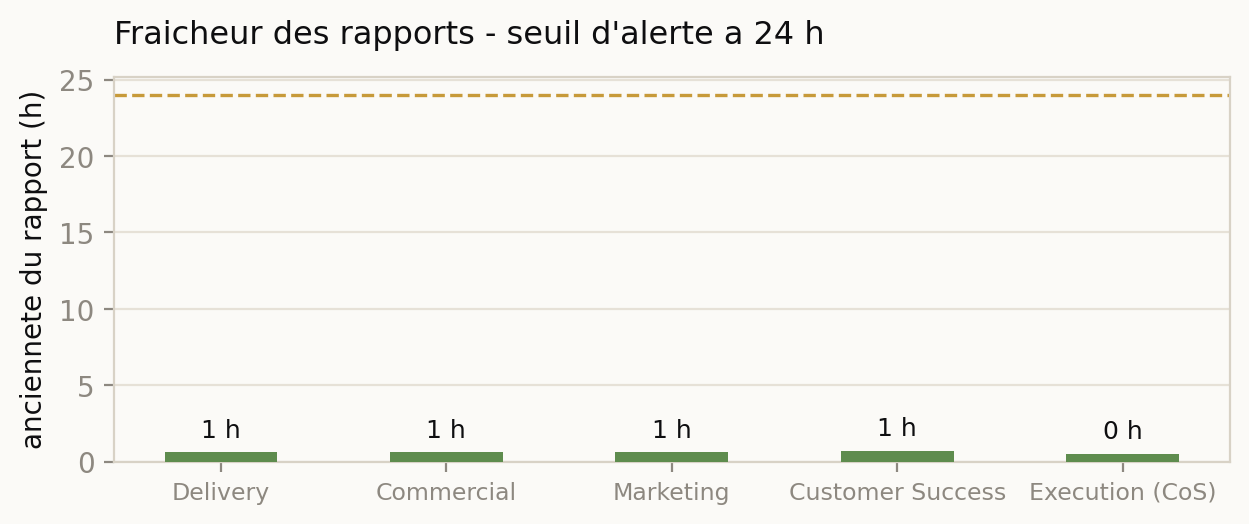 Fraicheur des rapports - seuil d'alerte a 24 h
anciennete du rapport (h)
25
20
15
10
5
0
1 h 1 h 1 h 1 h 0 h
Delivery Commercial Marketing Customer Success Execution (CoS)